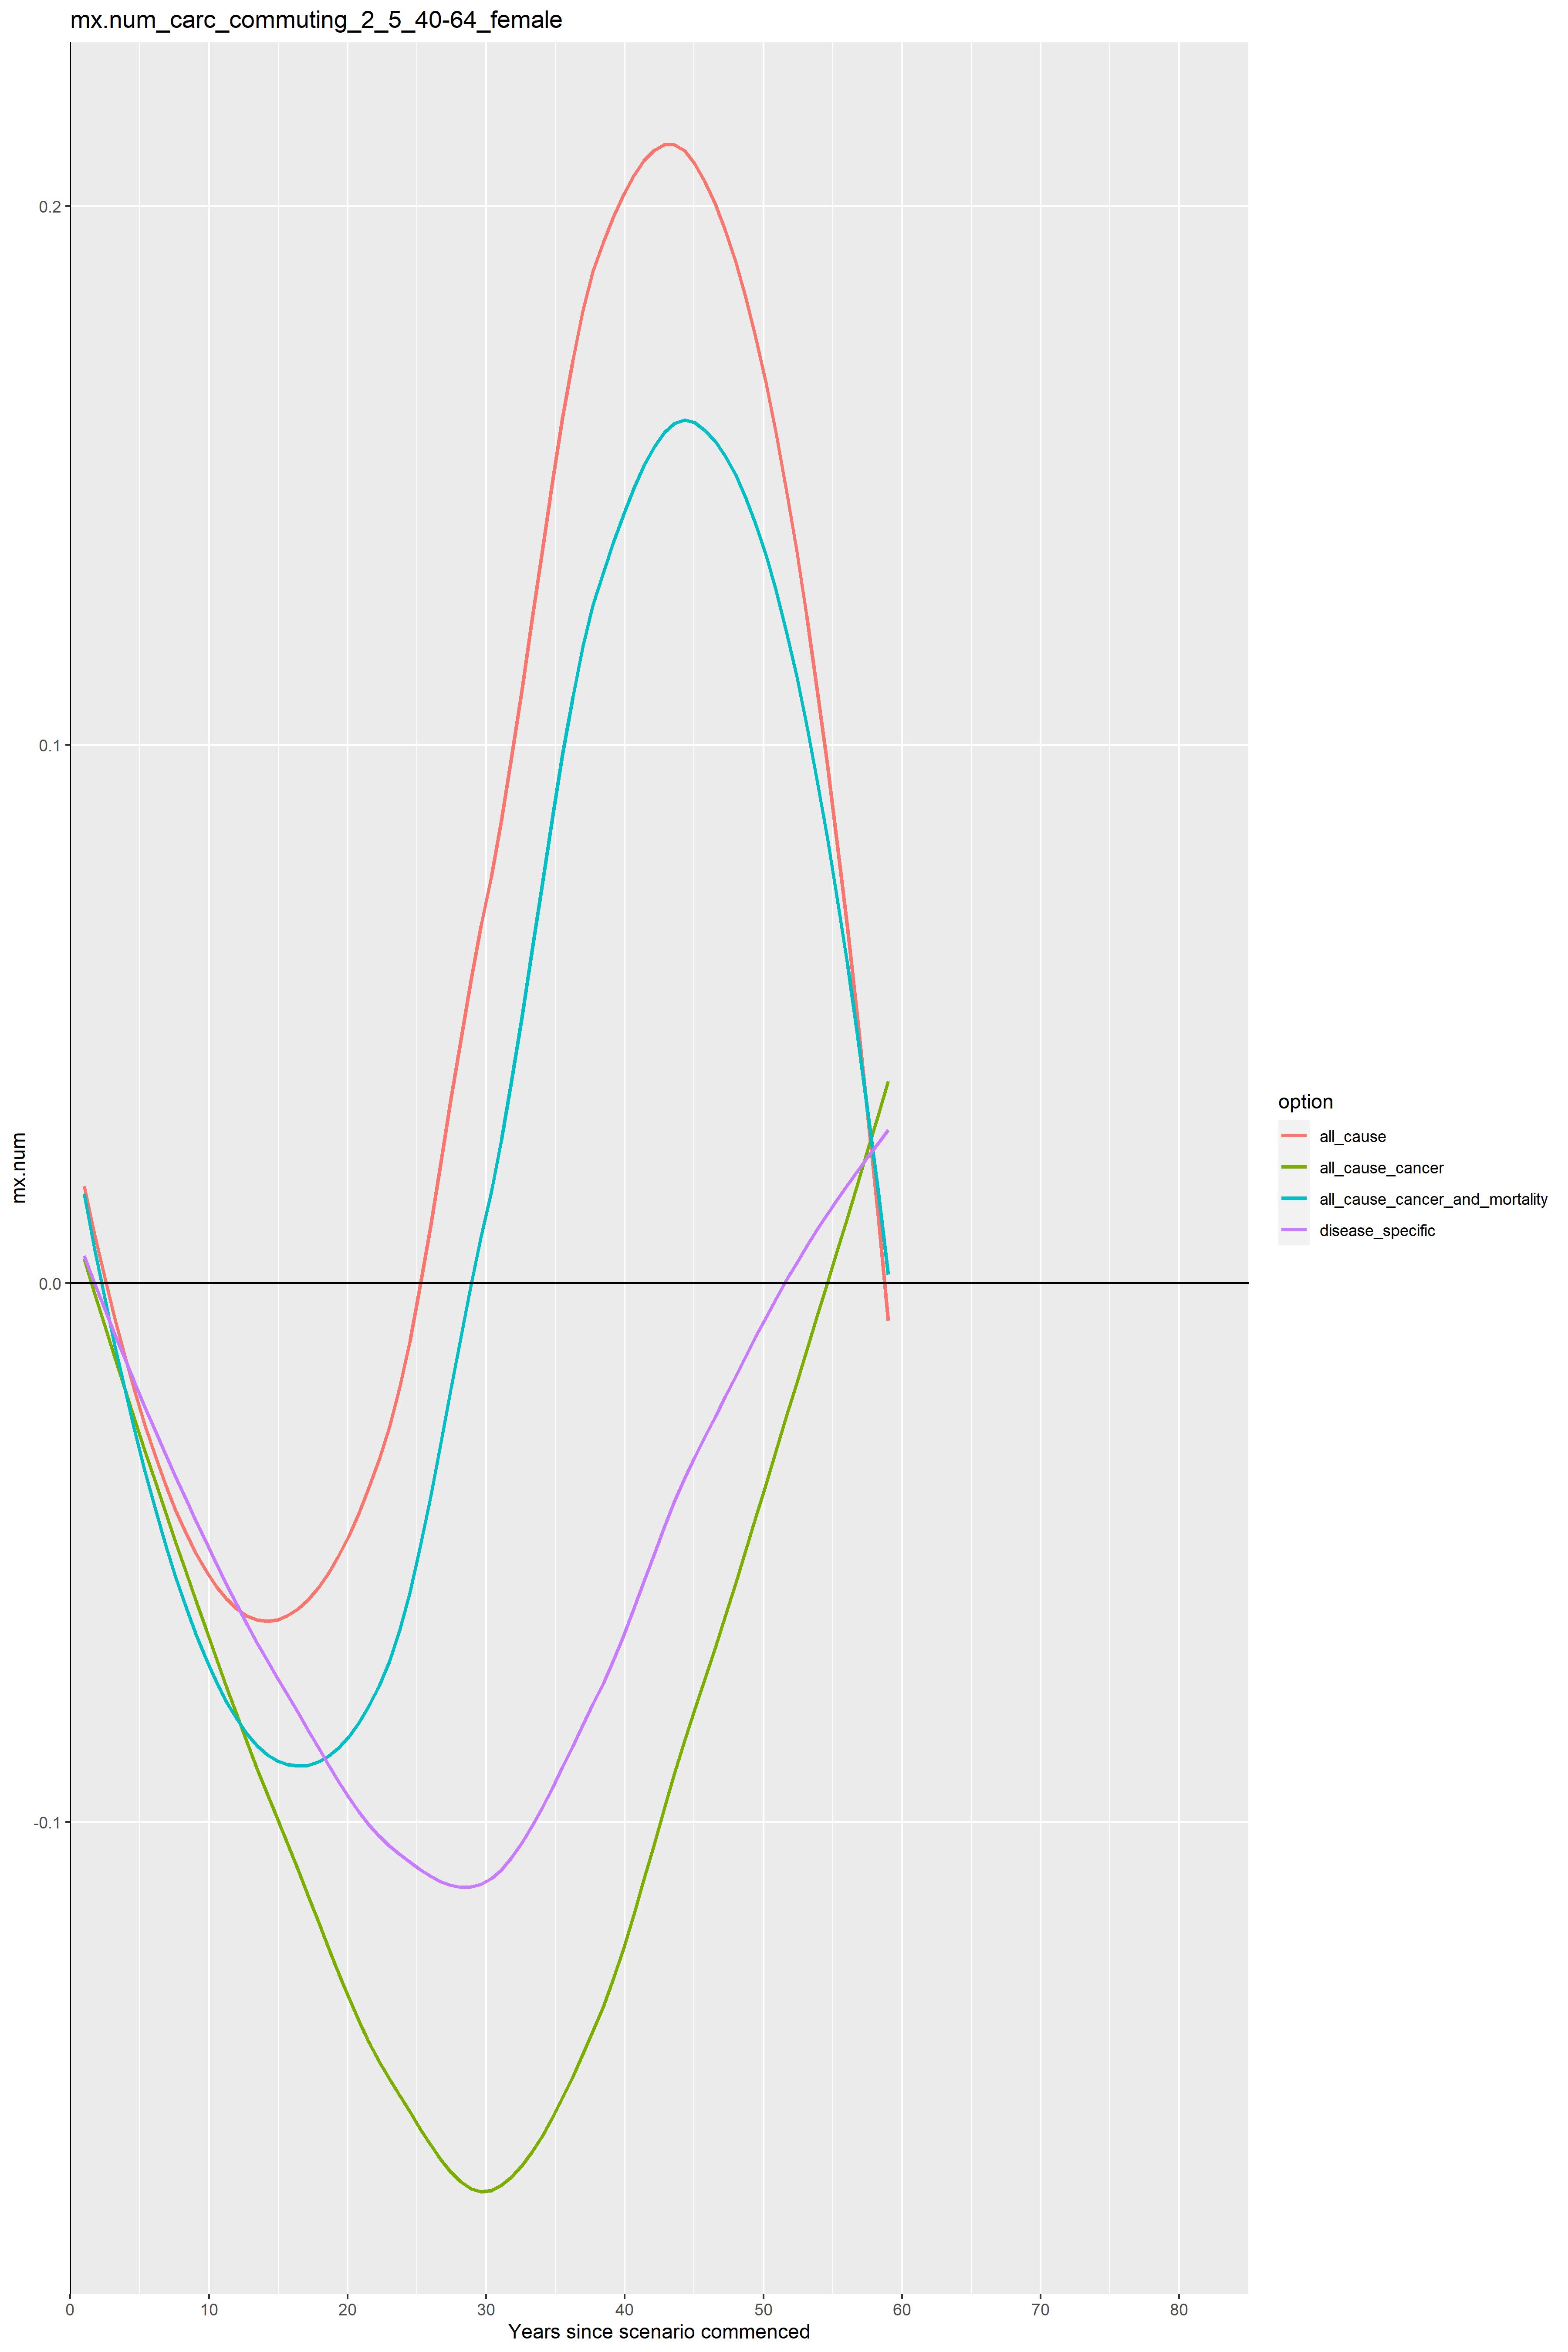 mx.num_carc_commuting_2_5_40-64_female
mx.num
0.2
0.1
0.0
-0.1
0 10 20 30 40 50 60 70 80
Years since scenario commenced
option
all_cause
all_cause_cancer
all_cause_cancer_and_mortality
disease_specific